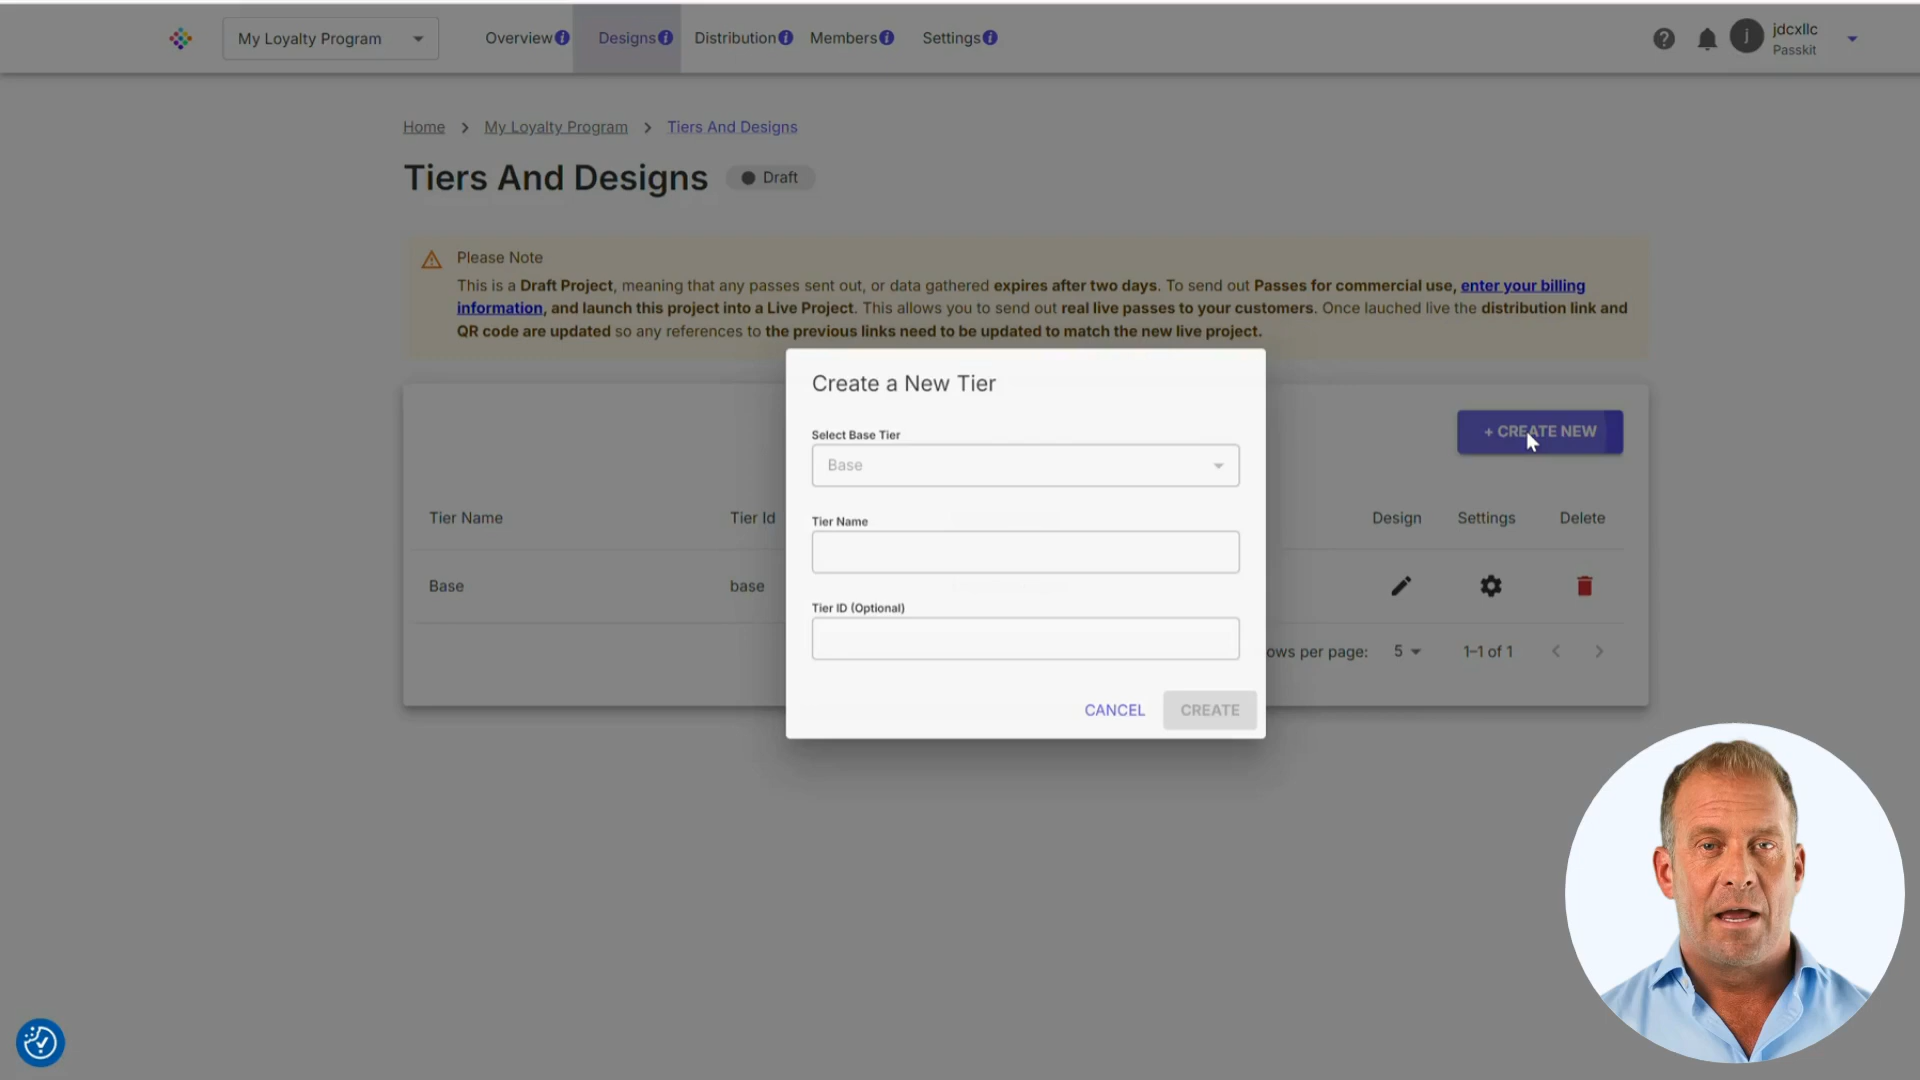 My Loyalty Program
Overview
Designs
Distribution
Members
Settings
j
jdcxllc
Passkit
Home > My Loyalty Program > Tiers And Designs
Tiers And Designs
Draft
Please Note
This is a Draft Project, meaning that any passes sent out, or data gathered expires after two days. To send out Passes for commercial use, enter your billing
information, and launch this project into a Live Project. This allows you to send out real live passes to your customers. Once lauched live the distribution link and
QR code are updated so any references to the previous links need to be updated to match the new live project.
+ CREATE NEW
Create a New Tier
Select Base Tier
Base
Tier Name
Tier ID (Optional)
CANCEL
CREATE
Tier Name
Tier Id
Design
Settings
Delete
Base
base
ows per page:
5
1–1 of 1